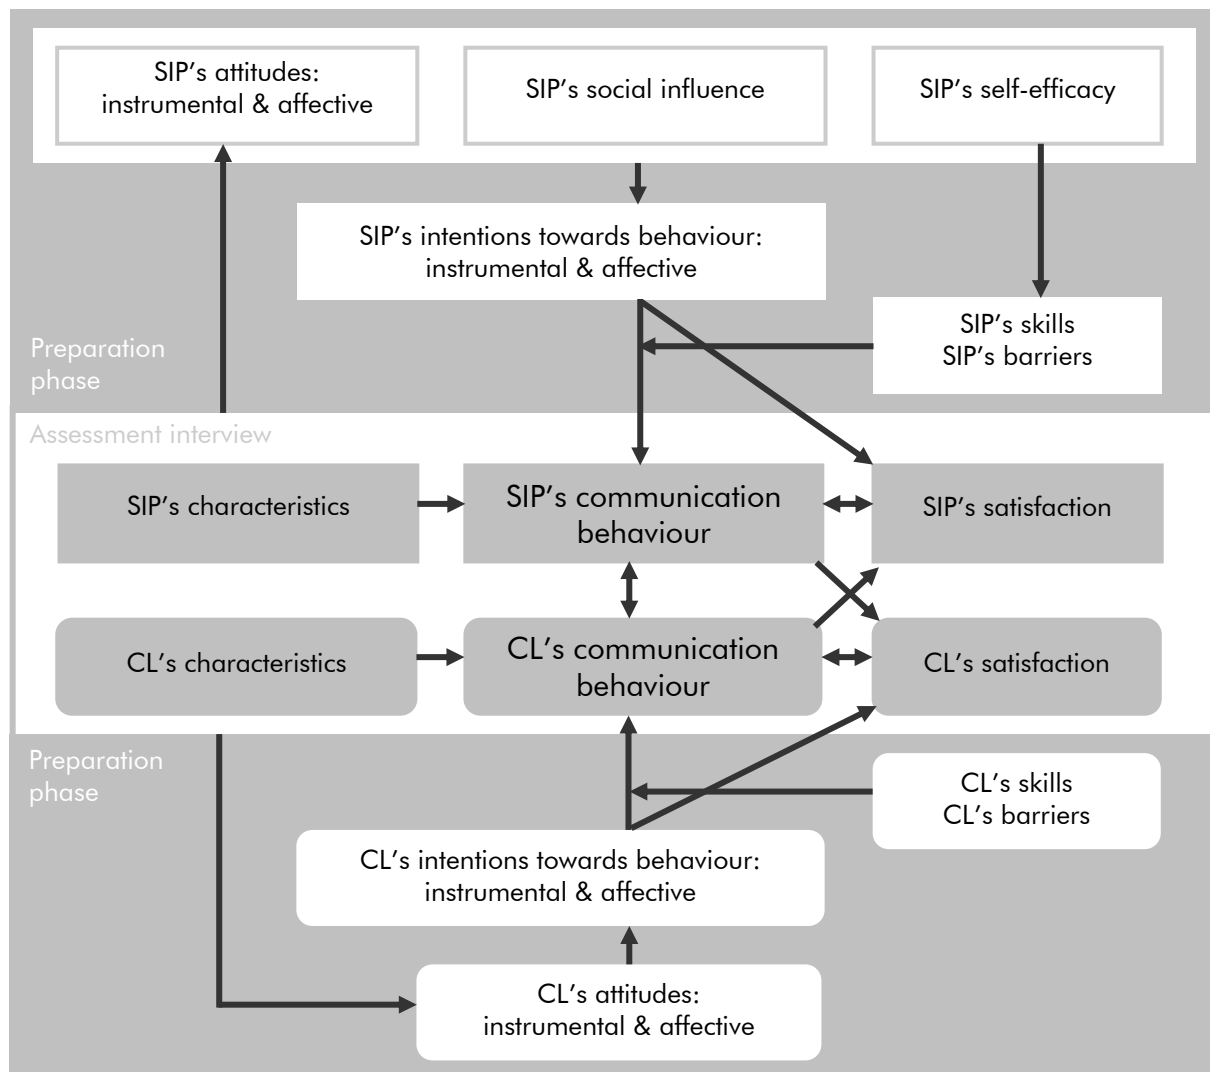 SIP’s attitudes:
instrumental & affective
SIP’s social influence
SIP’s self-efficacy
SIP’s intentions towards behaviour:
instrumental & affective
SIP’s skills
SIP’s barriers
Preparation
phase
Assessment interview
SIP’s characteristics
SIP’s communication
behaviour
SIP’s satisfaction
CL’s characteristics
CL’s communication
behaviour
CL’s satisfaction
Preparation
phase
CL’s skills
CL’s barriers
CL’s intentions towards behaviour:
instrumental & affective
CL’s attitudes:
instrumental & affective